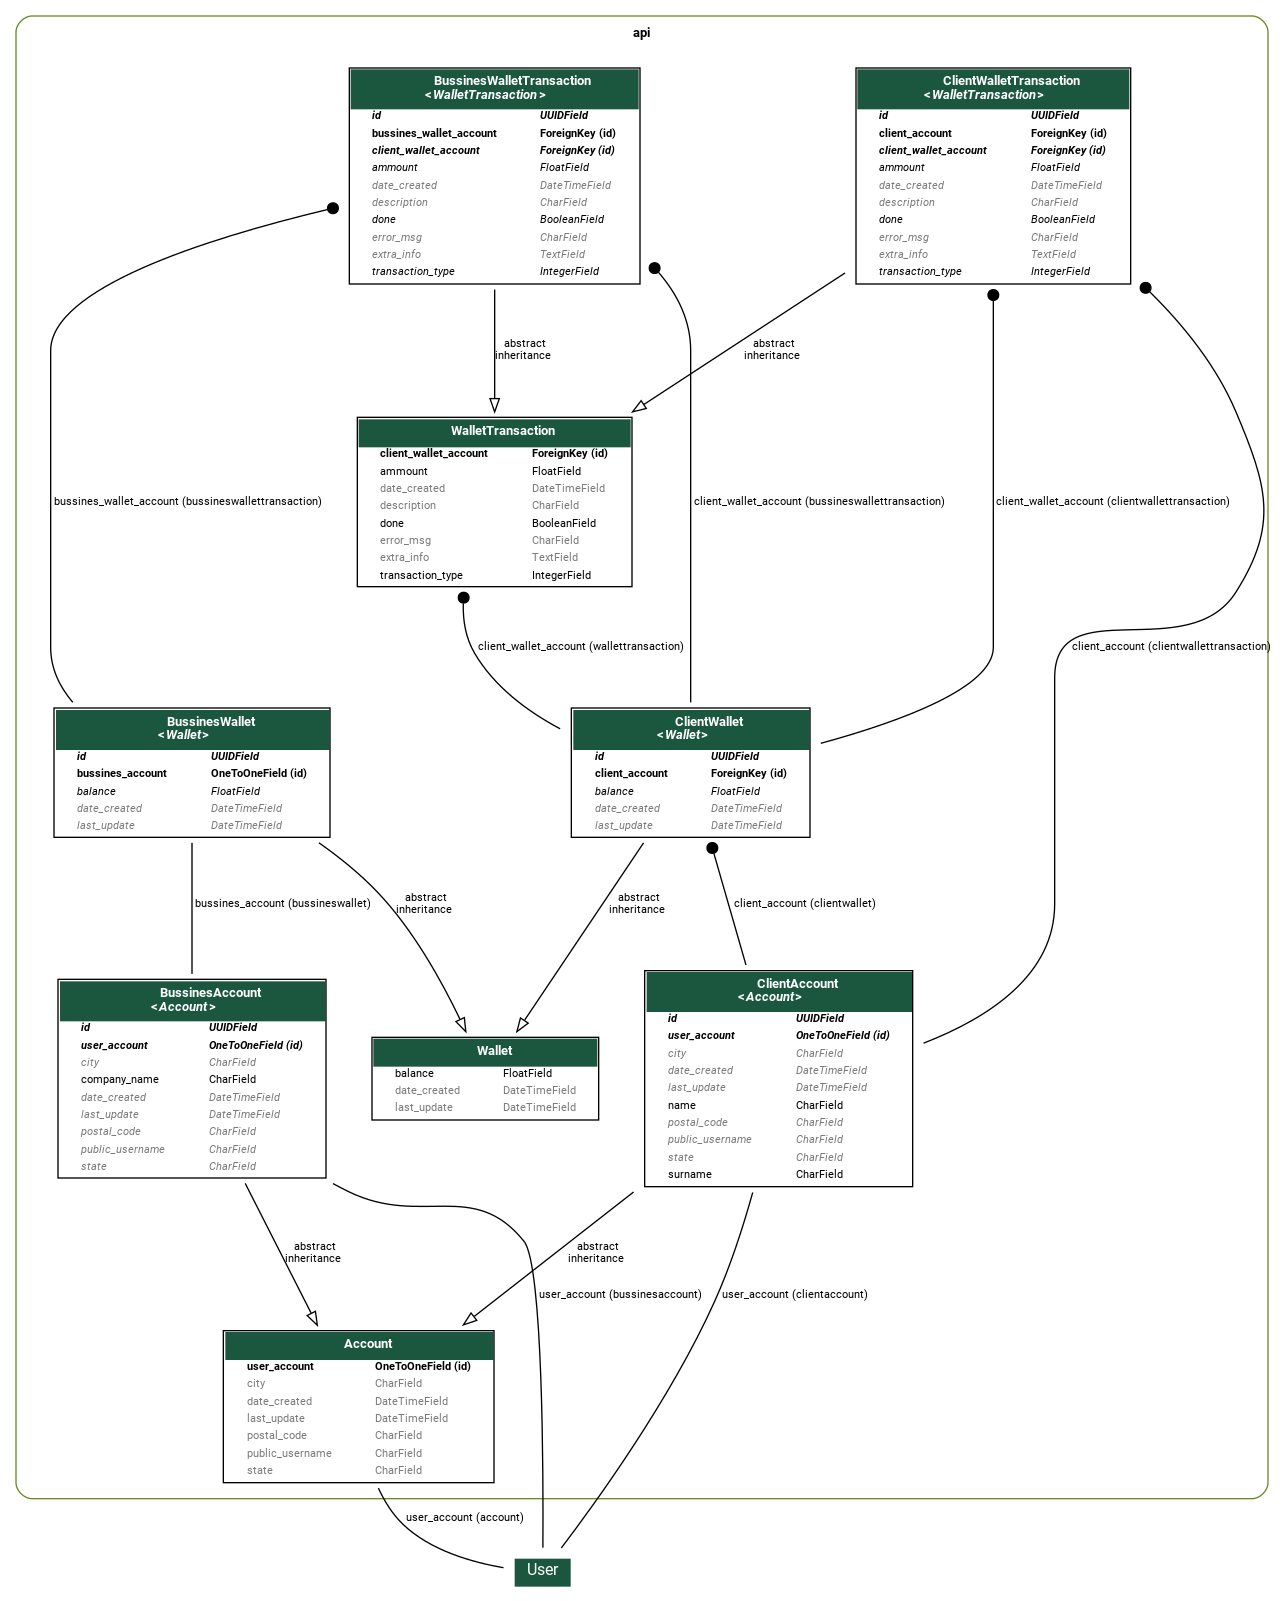 api
BussinesWalletTransaction
<WalletTransaction>
id UUIDField
bussines_wallet_account ForeignKey (id)
client_wallet_account ForeignKey (id)
ammount FloatField
date_created DateTimeField
description CharField
done BooleanField
error_msg CharField
extra_info TextField
transaction_type IntegerField
ClientWalletTransaction
<WalletTransaction>
id UUIDField
client_account ForeignKey (id)
client_wallet_account ForeignKey (id)
ammount FloatField
date_created DateTimeField
description CharField
done BooleanField
error_msg CharField
extra_info TextField
transaction_type IntegerField
abstract
inheritance
abstract
inheritance
WalletTransaction
client_wallet_account ForeignKey (id)
ammount FloatField
date_created DateTimeField
description CharField
done BooleanField
error_msg CharField
extra_info TextField
transaction_type IntegerField
bussines_wallet_account (bussineswallettransaction)
client_wallet_account (bussineswallettransaction)
client_wallet_account (clientwallettransaction)
client_wallet_account (wallettransaction)
client_account (clientwallettransaction)
BussinesWallet
<Wallet>
id UUIDField
bussines_account OneToOneField (id)
balance FloatField
date_created DateTimeField
last_update DateTimeField
ClientWallet
<Wallet>
id UUIDField
client_account ForeignKey (id)
balance FloatField
date_created DateTimeField
last_update DateTimeField
bussines_account (bussineswallet)
abstract
inheritance
abstract
inheritance
client_account (clientwallet)
BussinesAccount
<Account>
id UUIDField
user_account OneToOneField (id)
city CharField
company_name CharField
date_created DateTimeField
last_update DateTimeField
postal_code CharField
public_username CharField
state CharField
Wallet
balance FloatField
date_created DateTimeField
last_update DateTimeField
ClientAccount
<Account>
id UUIDField
user_account OneToOneField (id)
city CharField
date_created DateTimeField
last_update DateTimeField
name CharField
postal_code CharField
public_username CharField
state CharField
surname CharField
abstract
inheritance
abstract
inheritance
user_account (bussinesaccount)
user_account (clientaccount)
Account
user_account OneToOneField (id)
city CharField
date_created DateTimeField
last_update DateTimeField
postal_code CharField
public_username CharField
state CharField
user_account (account)
User